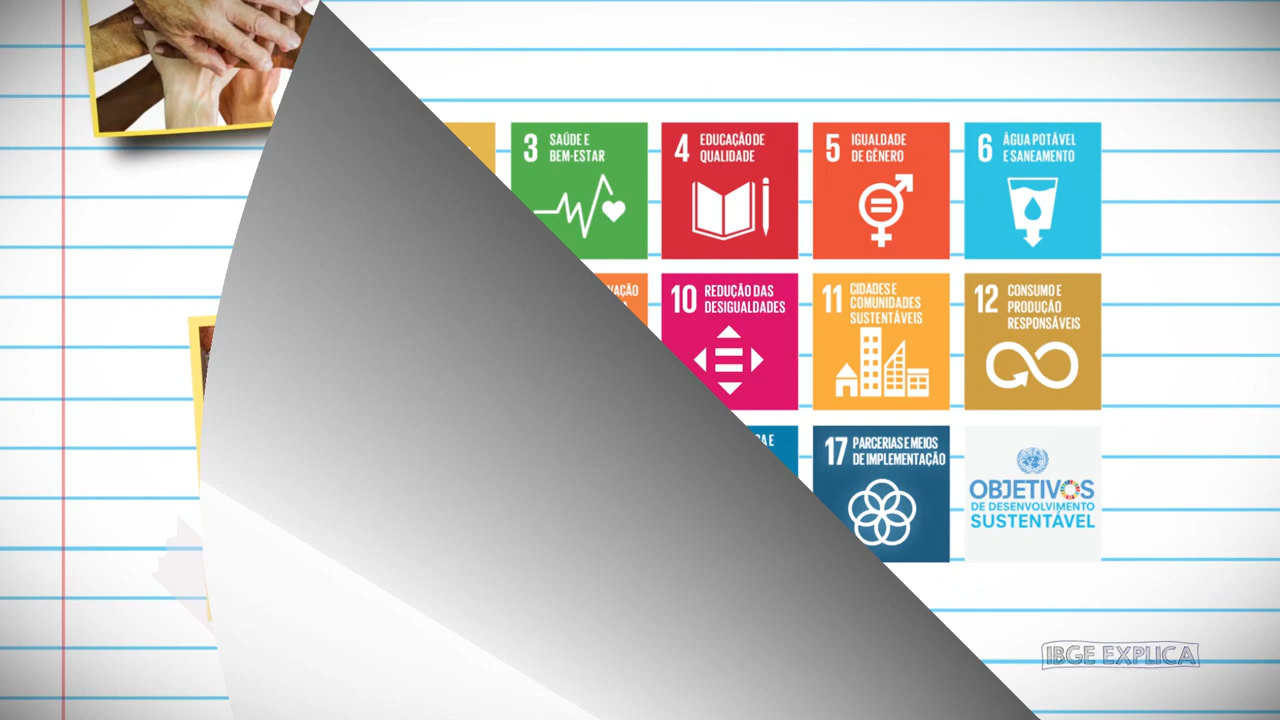 3
SAÚDE E
BEM-ESTAR
4
EDUCAÇÃO DE
QUALIDADE
5
IGUALDADE
DE GÊNERO
6
ÁGUA POTÁVEL
E SANEAMENTO
10
REDUÇÃO DAS
DESIGUALDADES
11
CIDADES E
COMUNIDADES
SUSTENTÁVEIS
12
CONSUMO E
PRODUÇÃO
RESPONSÁVEIS
17
PARCERIAS E MEIOS
DE IMPLEMENTAÇÃO
OBJETIVOS
DE DESENVOLVIMENTO
SUSTENTÁVEL
IBGE EXPLICA